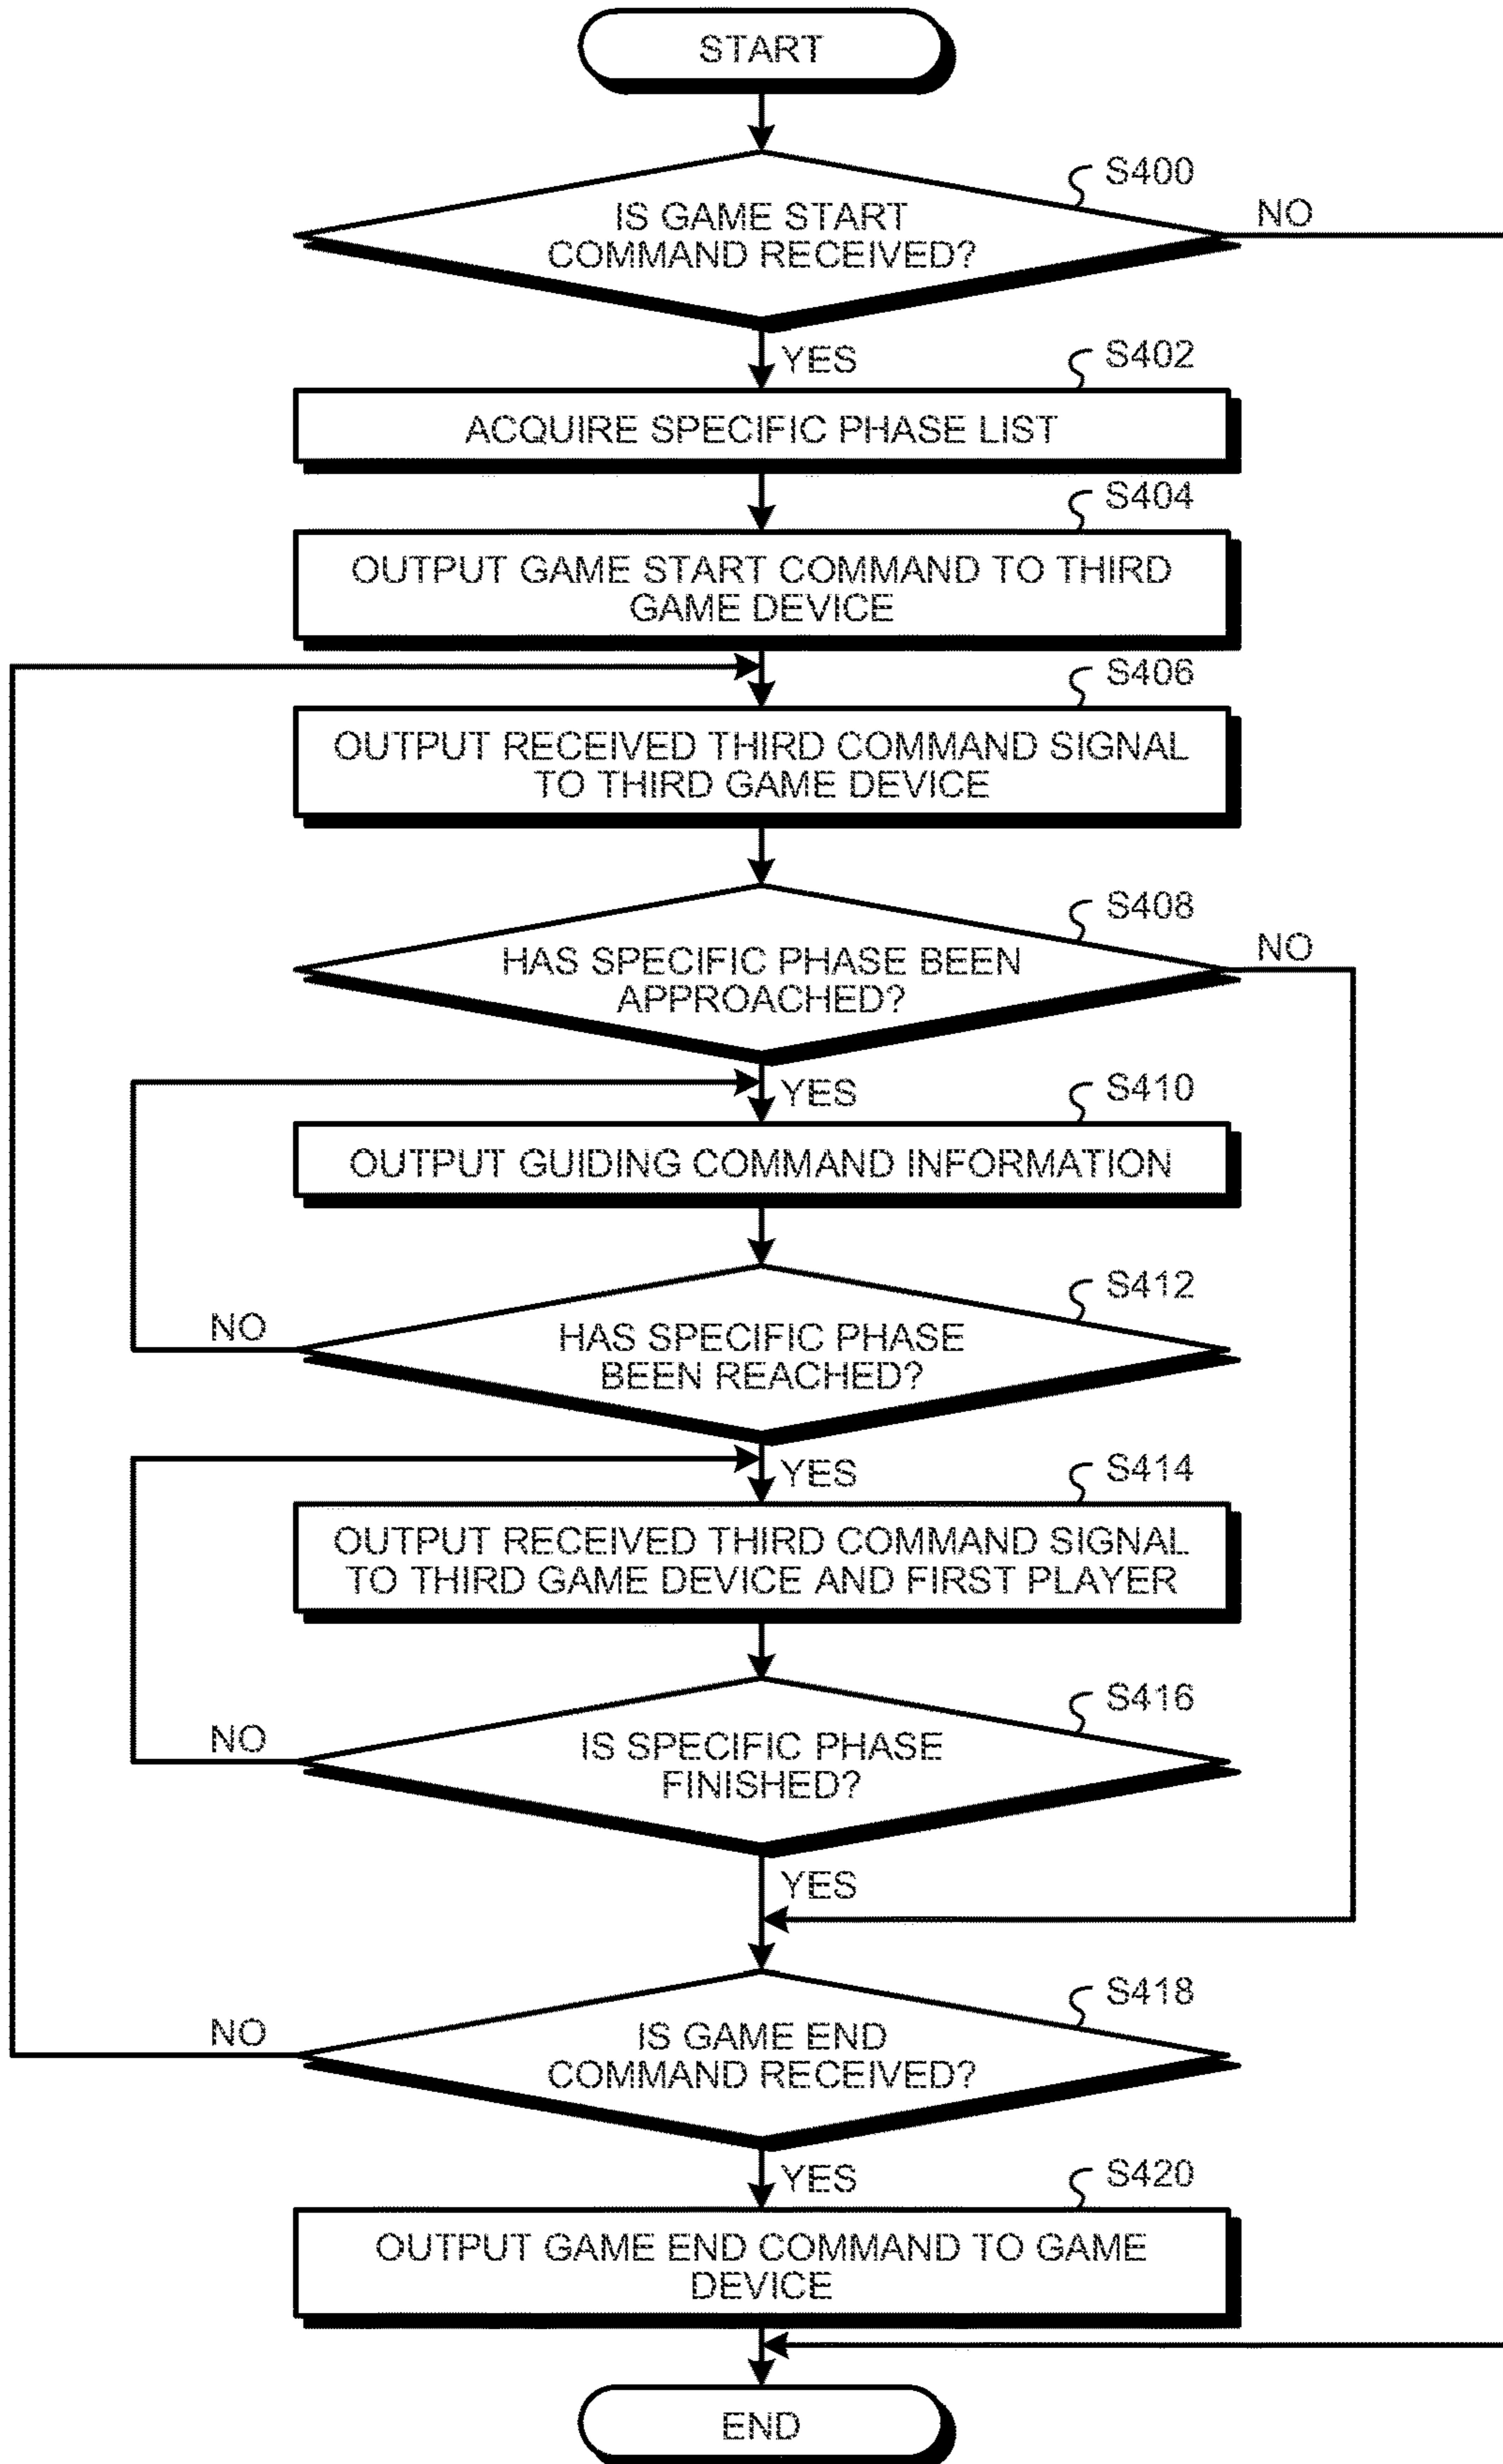 START
S400
IS GAME START
COMMAND RECEIVED?
NO
YES
S402
ACQUIRE SPECIFIC PHASE LIST
S404
OUTPUT GAME START COMMAND TO THIRD
GAME DEVICE
S406
OUTPUT RECEIVED THIRD COMMAND SIGNAL
TO THIRD GAME DEVICE
S408
HAS SPECIFIC PHASE BEEN
APPROACHED?
NO
YES
S410
OUTPUT GUIDING COMMAND INFORMATION
S412
NO
HAS SPECIFIC PHASE
BEEN REACHED?
YES
S414
OUTPUT RECEIVED THIRD COMMAND SIGNAL
TO THIRD GAME DEVICE AND FIRST PLAYER
S416
NO
IS SPECIFIC PHASE
FINISHED?
YES
S418
NO
IS GAME END
COMMAND RECEIVED?
YES
S420
OUTPUT GAME END COMMAND TO GAME
DEVICE
END